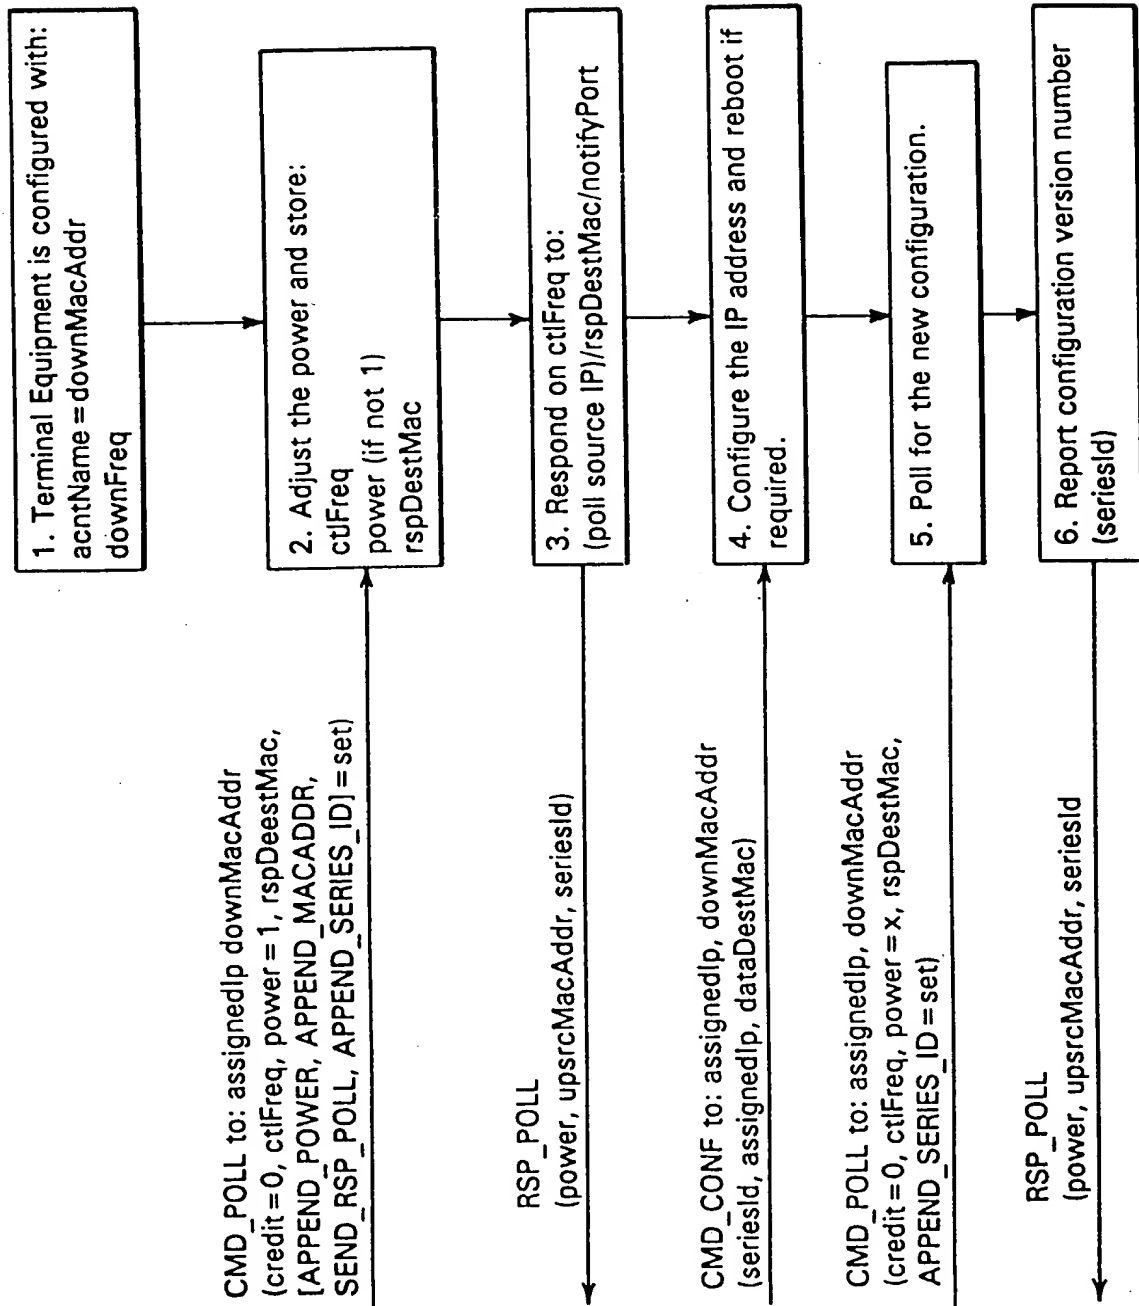 1. Terminal Equipment is configured with:
acntName = downMacAddr
downFreq
CMD_POLL to: assignedIp downMacAddr
(credit = 0, ctlFreq, power = 1, rspDeestMac,
[APPEND_POWER, APPEND_MACADDR,
SEND_RSP_POLL, APPEND_SERIES_ID] = set)
2. Adjust the power and store:
ctlFreq
power (if not 1)
rspDestMac
RSP_POLL
(power, upsrcMacAddr, seriesId)
3. Respond on ctlFreq to:
(poll source IP)/rspDestMac/notifyPort
CMD_CONF to: assignedIp, downMacAddr
(seriesId, assignedIp, dataDestMac)
4. Configure the IP address and reboot if
required.
CMD_POLL to: assignedIp, downMacAddr
(credit = 0, ctlFreq, power = x, rspDestMac,
APPEND_SERIES_ID = set)
5. Poll for the new configuration.
RSP_POLL
(power, upsrcMacAddr, seriesId
6. Report configuration version number
(seriesId)